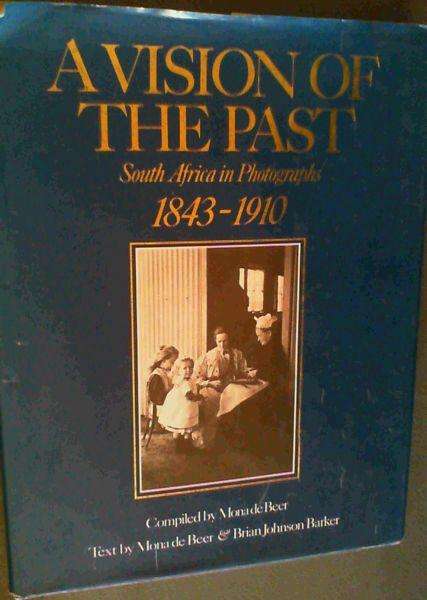 A VISION OF
THE PAST
South Africa in Photographs
1843-1910
Compiled by Mona de Beer
Text by Mona de Beer & Brian Johnson Barker